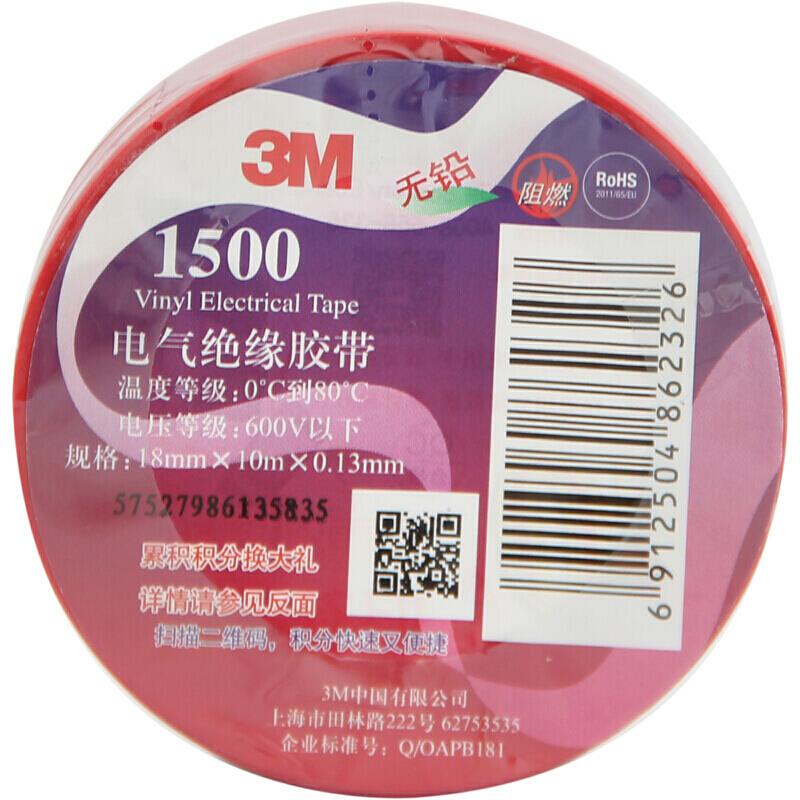 3M
无铅
阻燃
RoHS
2011/65/EU
1500
Vinyl Electrical Tape
电气绝缘胶带
温度等级:0℃到80℃
电压等级:600V以下
规格:18mm×10m×0.13mm
57527986135835
累积积分换大礼
详情请参见反面
扫描二维码，积分快速又便捷
6912504862326
3M中国有限公司
上海市田林路222号 62753535
企业标准号：Q/OAPB181